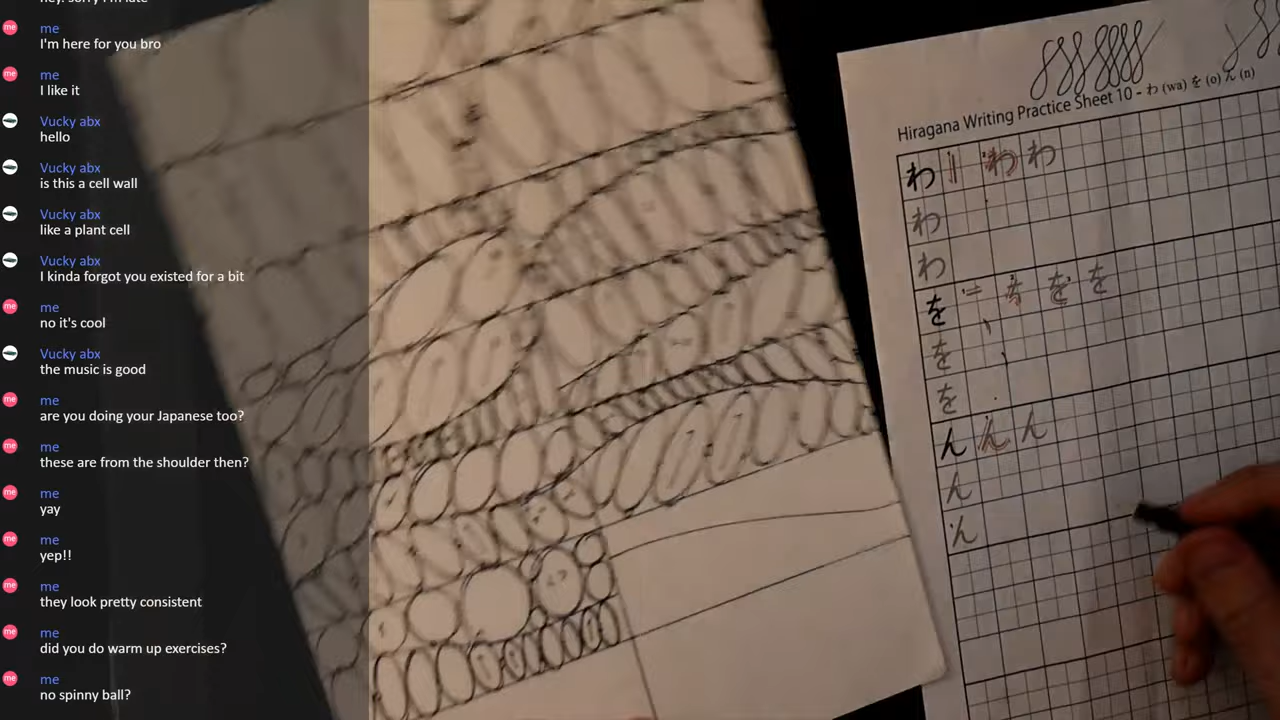 hey! sorry I'm late
me
I'm here for you bro
me
I like it
Vucky abx
hello
Vucky abx
is this a cell wall
Vucky abx
like a plant cell
Vucky abx
I kinda forgot you existed for a bit
me
no it's cool
Vucky abx
the music is good
me
are you doing your Japanese too?
me
these are from the shoulder then?
me
yay
me
yep!!
me
they look pretty consistent
me
did you do warm up exercises?
me
no spinny ball?
Hiragana Writing Practice Sheet 10 - わ (wa) を (o) ん (n)
わ わ わ
わ
わ
を を を を
を
を
ん ん ん
ん
ん